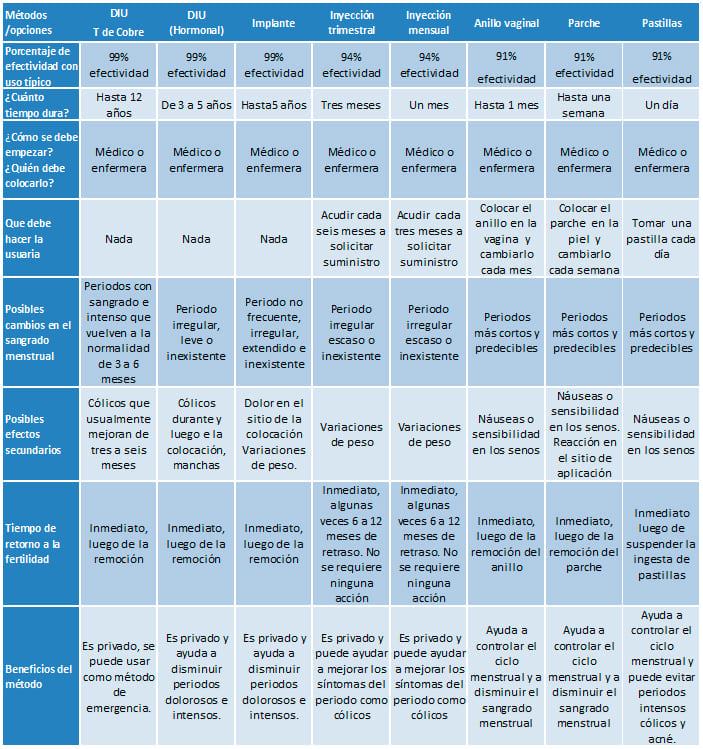 Métodos
/opciones
DIU
T de Cobre
DIU
(Hormonal)
Implante
Inyección
trimestral
Inyección
mensual
Anillo vaginal
Parche
Pastillas
Porcentaje de
efectividad con
uso típico
99%
efectividad
99%
efectividad
99%
efectividad
94%
efectividad
94%
efectividad
91%
efectividad
91%
efectividad
91%
efectividad
¿Cuánto
tiempo dura?
Hasta 12
años
De 3 a 5 años
Hasta5 años
Tres meses
Un mes
Hasta 1 mes
Hasta una
semana
Un día
¿Cómo se debe
empezar?
¿Quién debe
colocarlo?
Médico o
enfermera
Médico o
enfermera
Médico o
enfermera
Médico o
enfermera
Médico o
enfermera
Médico o
enfermera
Médico o
enfermera
Médico o
enfermera
Que debe
hacer la
usuaria
Nada
Nada
Nada
Acudir cada
seis meses a
solicitar
suministro
Acudir cada
tres meses a
solicitar
suministro
Colocar el
anillo en la
vagina y
cambiarlo
cada mes
Colocar el
parche en la
piel y
cambiarlo
cada semana
Tomar una
pastilla cada
día
Posibles
cambios en el
sangrado
menstrual
Periodos con
sangrado e
intenso que
vuelven a la
normalidad
de 3 a 6
meses
Periodo
irregular,
leve o
inexistente
Periodo no
frecuente,
irregular,
extendido e
inexistente
Periodo
irregular
escaso o
inexistente
Periodo
irregular
escaso o
inexistente
Periodos
más cortos y
predecibles
Periodos
más cortos y
predecibles
Periodos
más cortos y
predecibles
Posibles
efectos
secundarios
Cólicos que
usualmente
mejoran de
tres a seis
meses
Cólicos
durante y
luego e la
colocación,
manchas
Dolor en el
sitio de la
colocación
Variaciones
de peso.
Variaciones
de peso
Variaciones
de peso
Náuseas o
sensibilidad
en los senos
Náuseas o
sensibilidad
en los senos.
Reacción en
el sitio de
aplicación
Náuseas o
sensibilidad
en los senos
Tiempo de
retorno a la
fertilidad
Inmediato,
luego de la
remoción
Inmediato,
luego de la
remoción
Inmediato,
luego de la
remoción
Inmediato,
algunas
veces 6 a 12
meses de
retraso. No
se requiere
ninguna
acción
Inmediato,
algunas
veces 6 a 12
meses de
retraso. No
se requiere
ninguna
acción
Inmediato,
luego de la
remoción del
anillo
Inmediato,
luego de la
remoción del
parche
Inmediato
luego de
suspender la
ingesta de
pastillas
Beneficios del
método
Es privado, se
puede usar
como método
de
emergencia.
Es privado y
ayuda a
disminuir
periodos
dolorosos e
intensos.
Es privado y
ayuda a
disminuir
periodos
dolorosos e
intensos.
Es privado y
puede ayudar
a mejorar los
síntomas del
periodo como
cólicos
Es privado y
puede ayudar
a mejorar los
síntomas del
periodo como
cólicos
Ayuda a
controlar el
ciclo
menstrual y a
disminuir el
sangrado
menstrual
Ayuda a
controlar el
ciclo
menstrual y a
disminuir el
sangrado
menstrual
Ayuda a
controlar el
ciclo
menstrual y
puede evitar
periodos
intensos
cólicos y
acné.